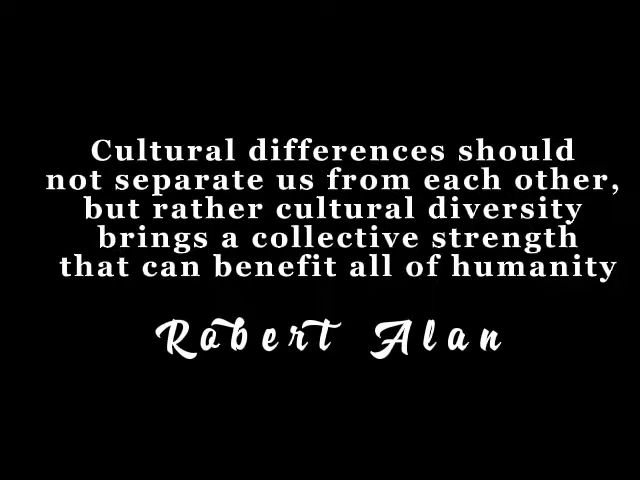 Cultural differences should
not separate us from each other,
but rather cultural diversity
brings a collective strength
that can benefit all of humanity
Robert Alan